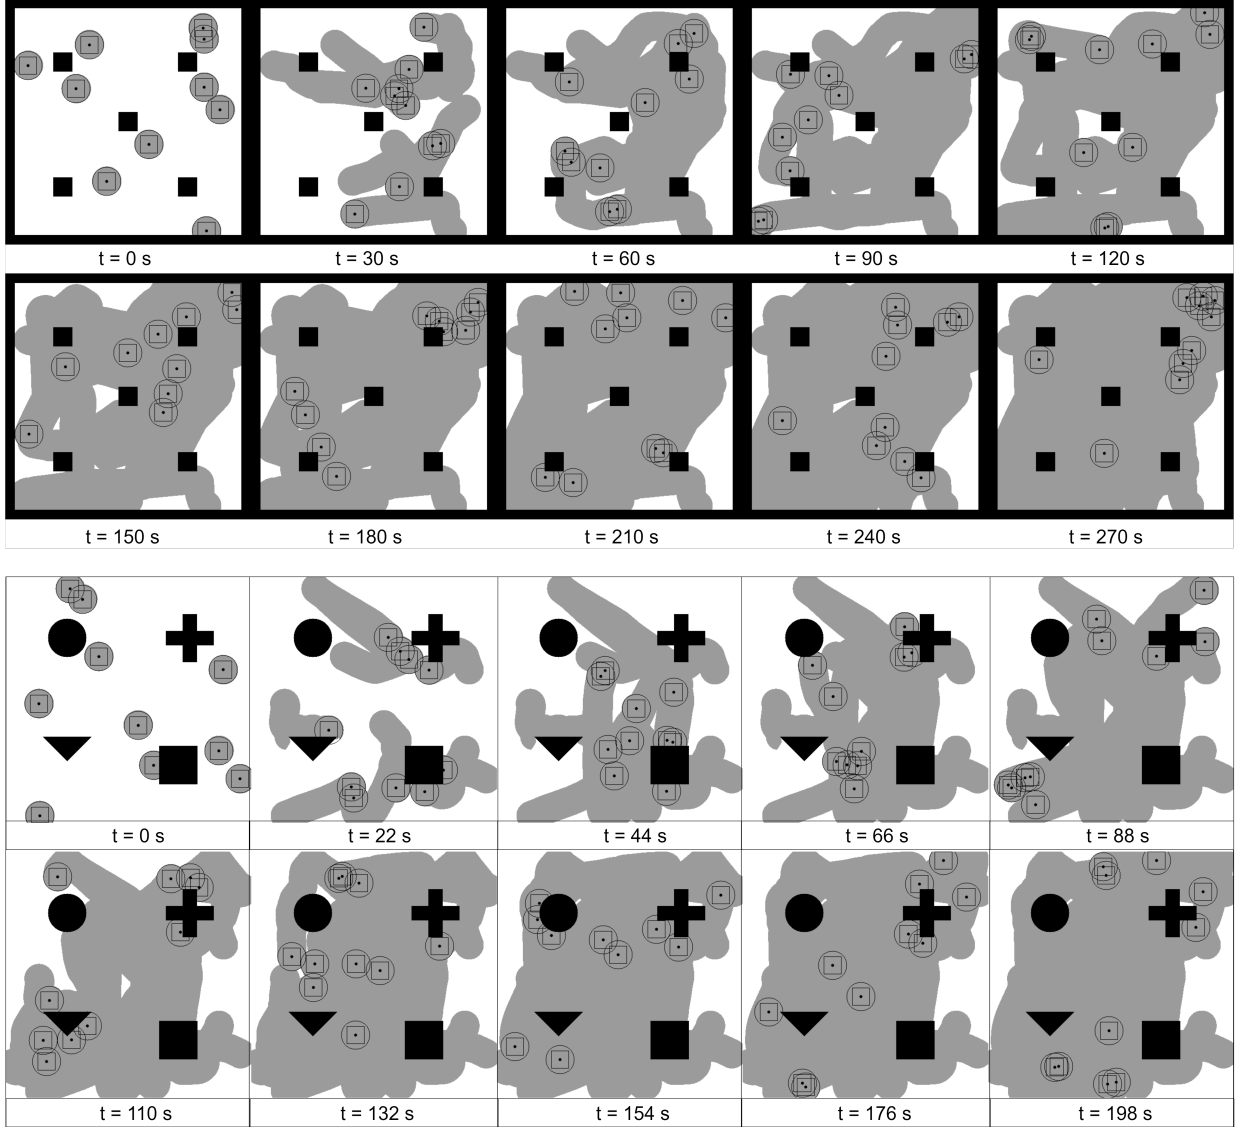 t = 0 s t = 30 s t = 60 s t = 90 s t = 120 s
t = 150 s t = 180 s t = 210 s t = 240 s t = 270 s
t = 0 s t = 22 s t = 44 s t = 66 s t = 88 s
t = 110 s t = 132 s t = 154 s t = 176 s t = 198 s